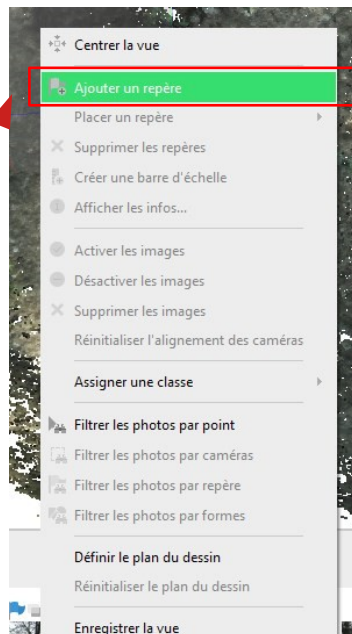 Centrer la vue
Ajouter un repère
Placer un repère
Supprimer les repères
Créer une barre d'échelle
Afficher les infos...
Activer les images
Désactiver les images
Supprimer les images
Réinitialiser l'alignement des caméras
Assigner une classe
Filtrer les photos par point
Filtrer les photos par caméras
Filtrer les photos par repère
Filtrer les photos par formes
Définir le plan du dessin
Réinitialiser le plan du dessin
Enregistrer la vue